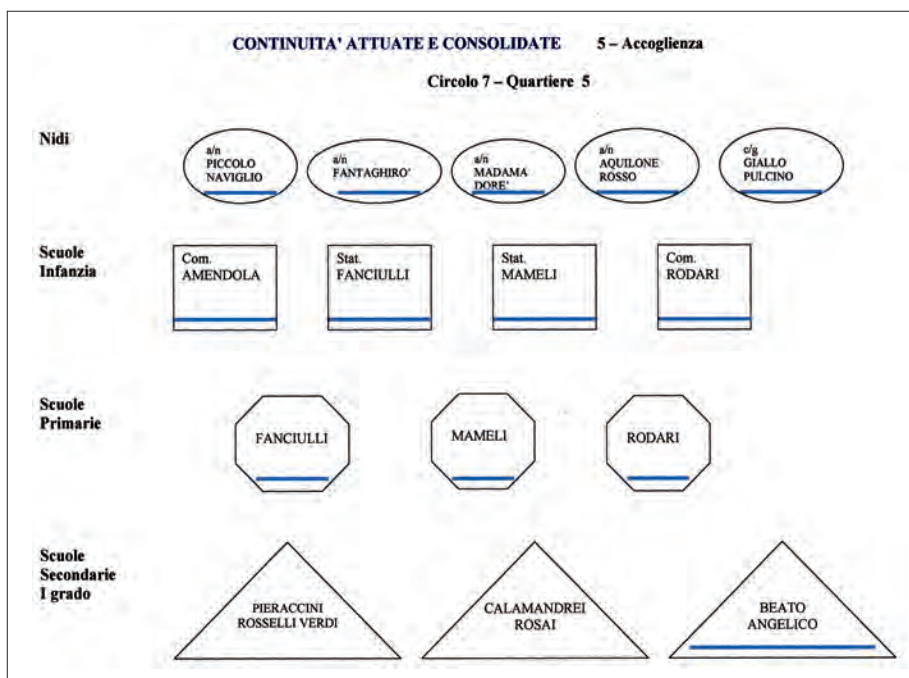 CONTINUITA' ATTUATE E CONSOLIDATE 5 – Accoglienza
Circolo 7 – Quartiere 5
Nidi
a/n
PICCOLO
NAVIGLIO
a/n
FANTAGHIRO'
a/n
MADAMA
DORE'
a/n
AQUILONE
ROSSO
c/g
GIALLO
PULCINO
Scuole
Infanzia
Com.
AMENDOLA
Stat.
FANCIULLI
Stat.
MAMELI
Com.
RODARI
Scuole
Primarie
FANCIULLI
MAMELI
RODARI
Scuole
Secondarie
I grado
PIERACCINI
ROSSELLI VERDI
CALAMANDREI
ROSAI
BEATO
ANGELICO